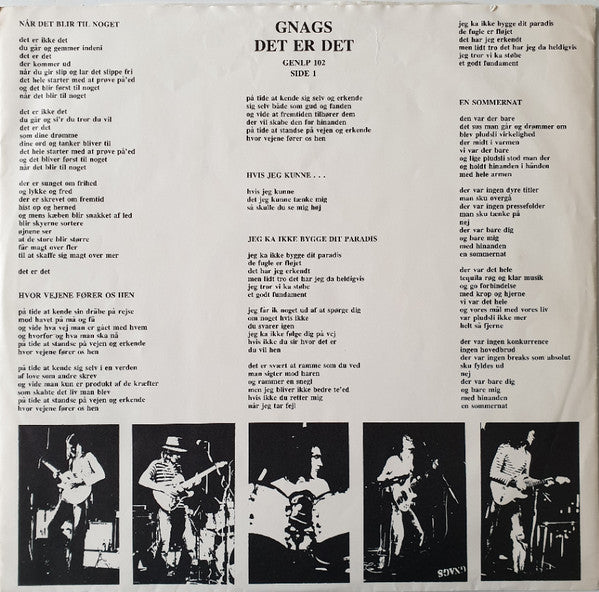 NÅR DET BLIR TIL NOGET
det er ikke det
du går og gemmer indeni
det er det
der kommer ud
når du gir slip og lar det slippe fri
det hele starter med at prøve på'ed
og det blir først til noget
når det blir til noget
det er ikke det
du går og si'r du tror du vil
det er det
som dine drømme
dine ord og tanker bliver til
det hele starter med at prøve på'ed
og det bliver først til noget
når det blir til noget
der er sunget om frihed
og lykke og fred
der er skrevet om fremtid
hist op og herned
og mens kæben blir snakket af led
blir skyerne sortere
øjnene ser
at de store blir større
får magt over fler
til at skaffe sig magt over mer
det er det
HVOR VEJENE FØRER OS HEN
på tide at kende sin dråbe på rejse
mod havet på må og få
og vide hva vej man er gået med hvem
og hvorfor og hva man ska nå
på tide at standse på vejen og erkende
hvor vejene fører os hen
på tide at kende sig selv i en verden
af love som andre skrev
og vide man kun er produkt af de kræfter
som skabte det liv man blev
på tide at standse på vejen og erkende
hvor vejene fører os hen
GNAGS
DET ER DET
GENLP 102
SIDE 1
på tide at kende sig selv og erkende
sig selv både som gud og fanden
og vide at fremtiden tilhører dem
der vil skabe den for hinanden
på tide at standse på vejen og erkende
hvor vejene fører os hen
HVIS JEG KUNNE . . .
hvis jeg kunne
det jeg kunne tænke mig
så skulle du se mig høj
JEG KA IKKE BYGGE DIT PARADIS
jeg ka ikke bygge dit paradis
de fugle er fløjet
det har jeg erkendt
men lidt tro det har jeg da heldigvis
jeg tror vi ka støbe
et godt fundament
jeg får ik noget ud af at spørge dig
om noget hvis ikke
du svarer igen
jeg ka ikke følge dig på vej
hvis ikke du sir hvor det er
du vil hen
det er svært at ramme som du ved
man sigter mod haren
og rammer en snegl
men jeg bliver ikke bedre te'ed
hvis ikke du retter mig
når jeg tar fejl
jeg ka ikke bygge dit paradis
de fugle er fløjet
det har jeg erkendt
men lidt tro det har jeg da heldigvis
jeg tror vi ka støbe
et godt fundament
EN SOMMERNAT
den var der bare
det sus man går og drømmer om
blev pludslig virkelighed
der midt i varmen
vi var der bare
og lige pludslig stod man der
og holdt hinanden i hånden
med hele armen
der var ingen dyre titler
man sku overgå
der var ingen pressefolder
man sku tænke på
nej
der var bare dig
og bare mig
med hinanden
en sommernat
der var det hele
tequila røg og klar musik
og go forbindelse
med krop og hjerne
vi var det hele
og vores mål med vores liv
var pludsli ikke mer
helt så fjerne
der var ingen konkurrence
ingen hovedbrud
der var ingen breaks som absolut
sku fyldes ud
nej
der var bare dig
og bare mig
med hinanden
en sommernat
GNAGS